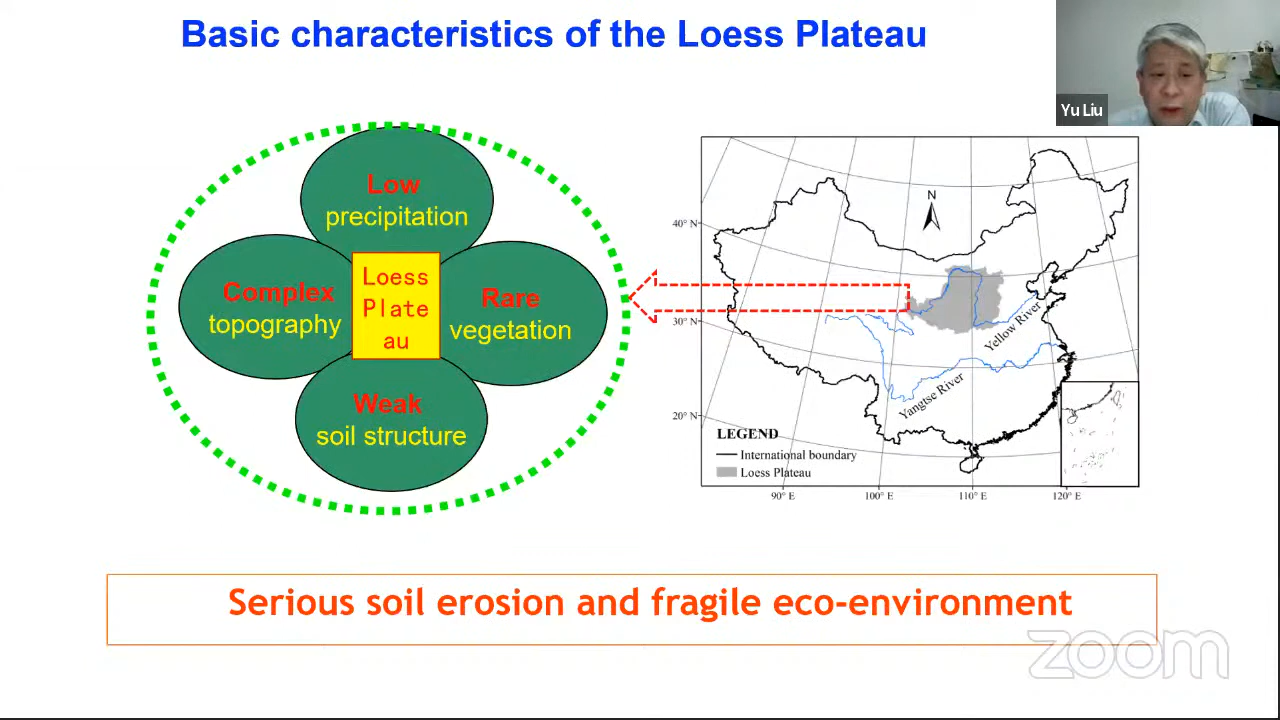 Basic characteristics of the Loess Plateau
Yu Liu
Low
precipitation
Complex
topography
Loess
Plate
au
Rare
vegetation
Weak
soil structure
N
40° N
30° N
20° N
Yellow River
Yangtse River
LEGEND
International boundary
Loess Plateau
90° E
100° E
110° E
120° E
Serious soil erosion and fragile eco-environment
zoom